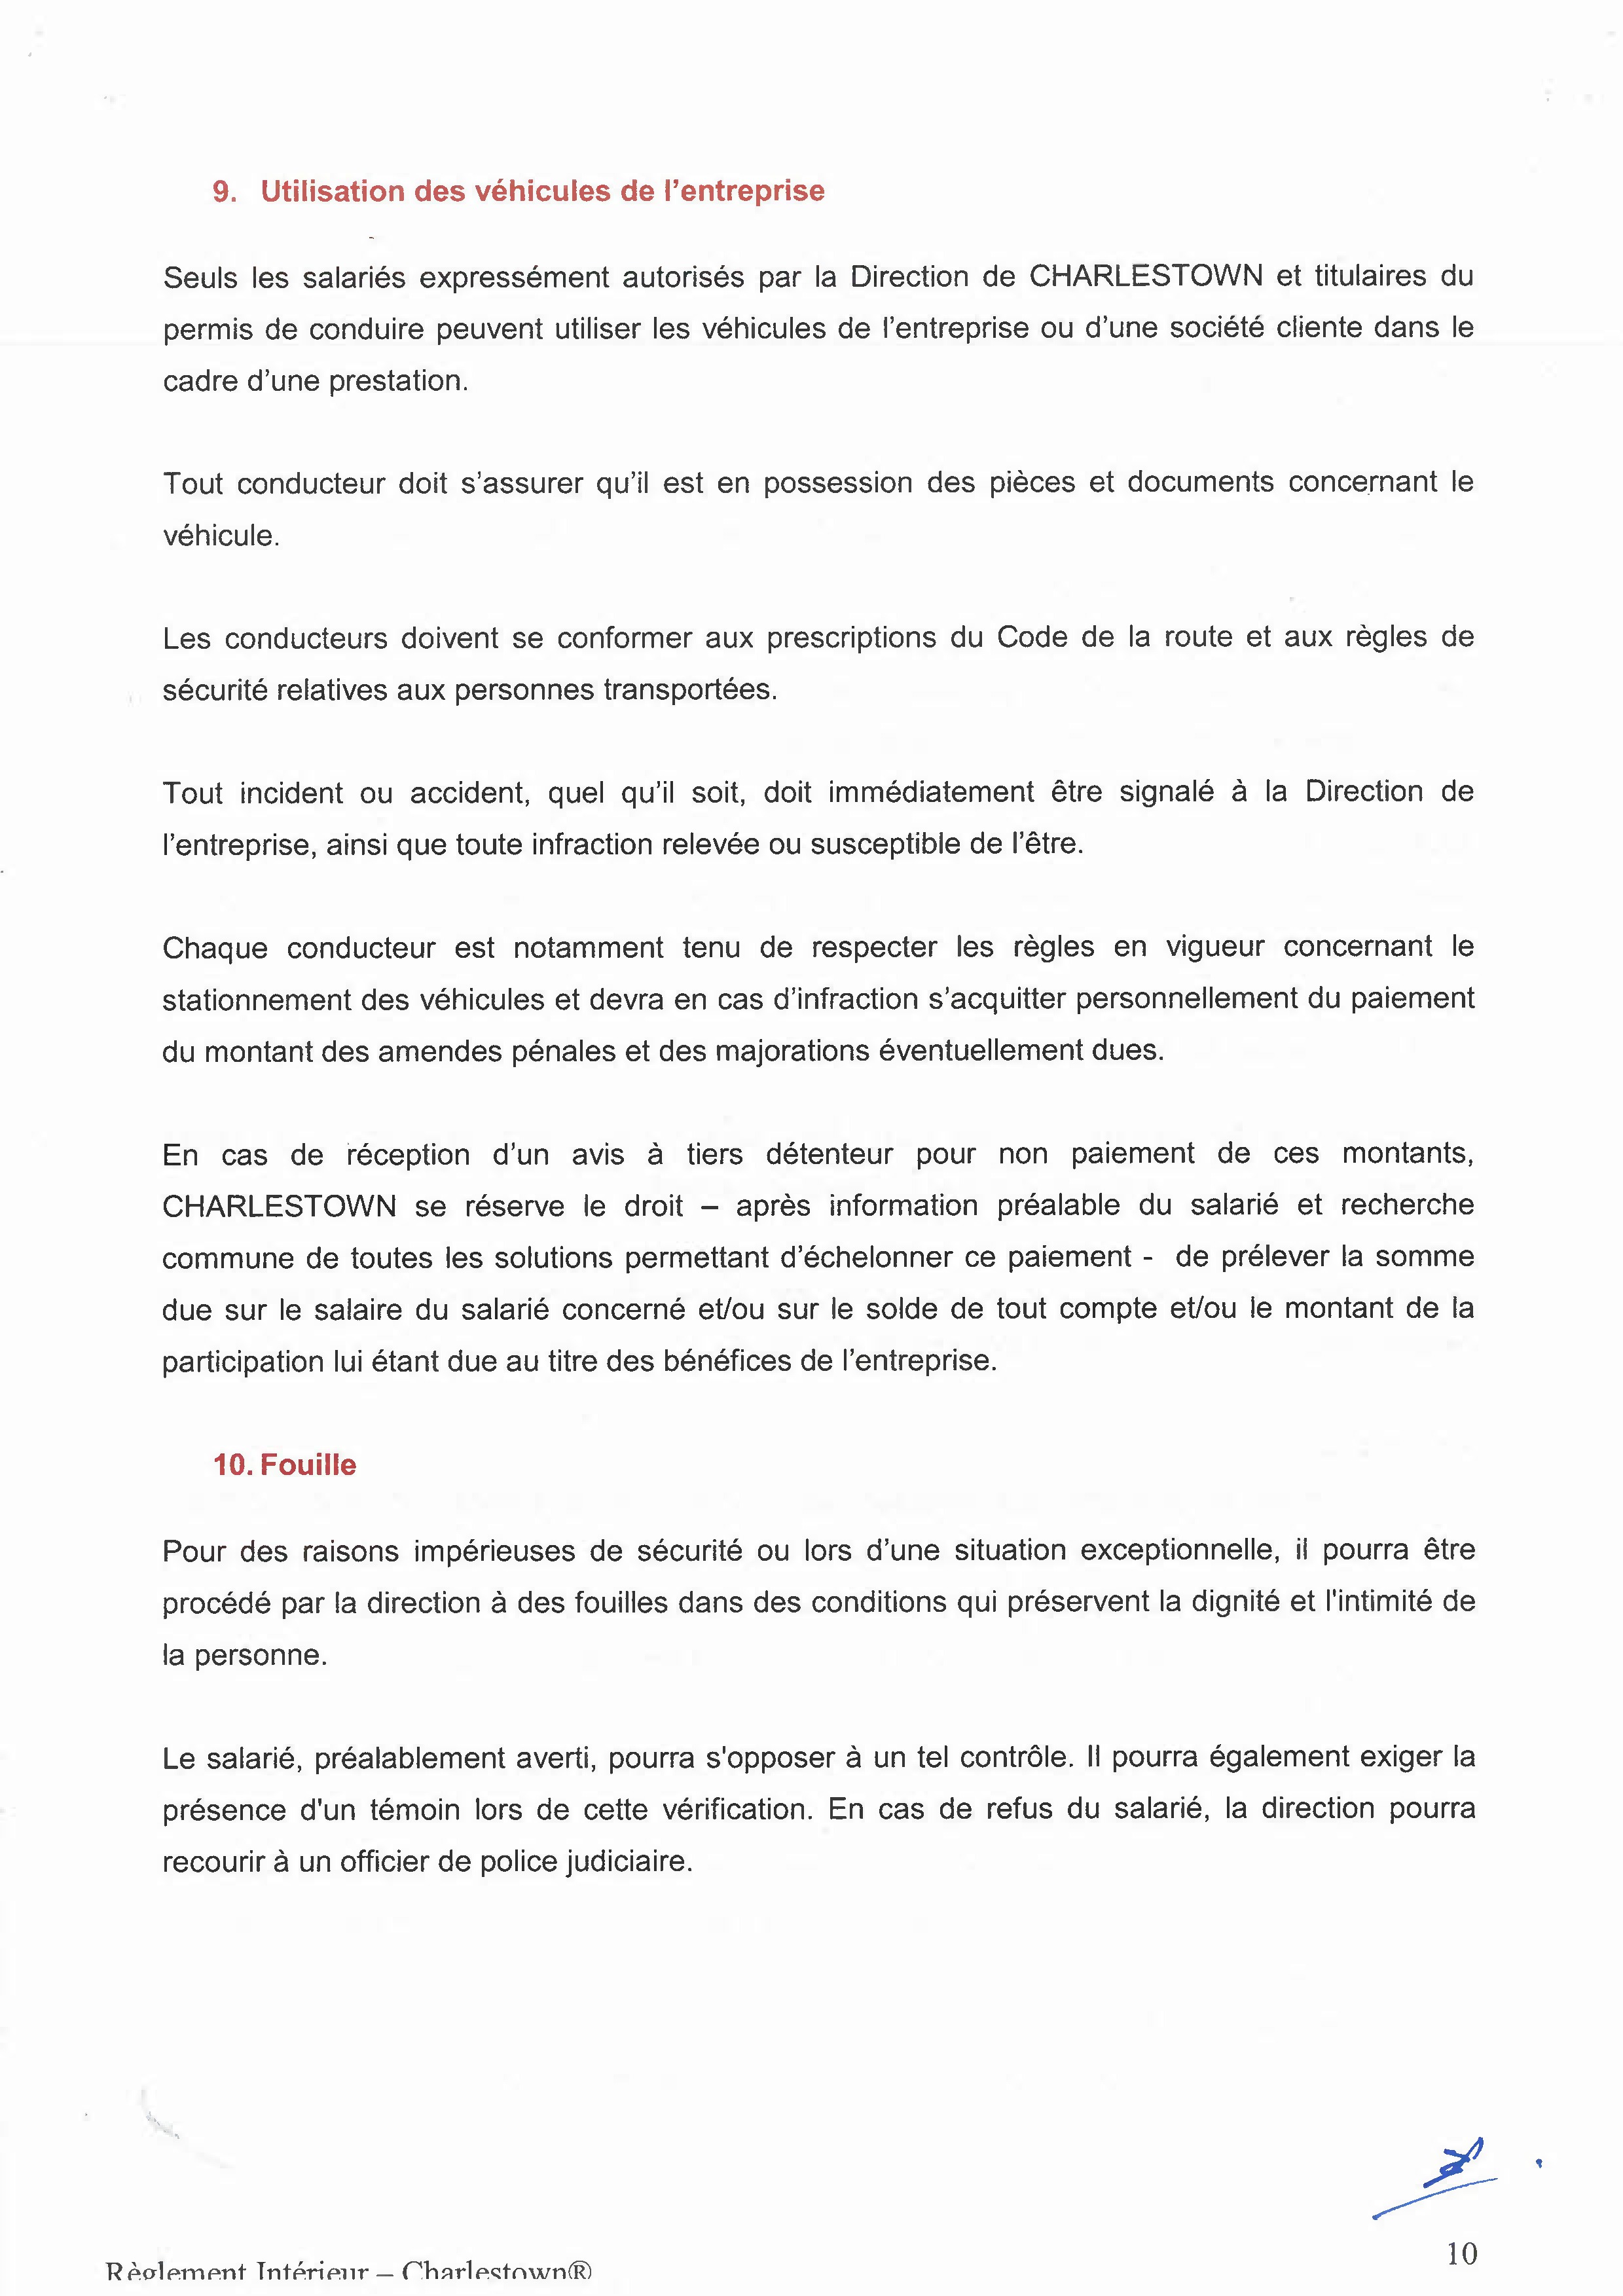 9. Utilisation des véhicules de l’entreprise
Seuls les salariés expressément autorisés par la Direction de CHARLESTOWN et titulaires du
permis de conduire peuvent utiliser les véhicules de l’entreprise ou d’une société cliente dans le
cadre d’une prestation.
Tout conducteur doit s’assurer qu’il est en possession des pièces et documents concernant le
véhicule.
Les conducteurs doivent se conformer aux prescriptions du Code de la route et aux règles de
sécurité relatives aux personnes transportées.
Tout incident ou accident, quel qu’il soit, doit immédiatement être signalé à la Direction de
l’entreprise, ainsi que toute infraction relevée ou susceptible de l’être.
Chaque conducteur est notamment tenu de respecter les règles en vigueur concernant le
stationnement des véhicules et devra en cas d’infraction s’acquitter personnellement du paiement
du montant des amendes pénales et des majorations éventuellement dues.
En cas de réception d’un avis à tiers détenteur pour non paiement de ces montants,
CHARLESTOWN se réserve le droit – après information préalable du salarié et recherche
commune de toutes les solutions permettant d’échelonner ce paiement - de prélever la somme
due sur le salaire du salarié concerné et/ou sur le solde de tout compte et/ou le montant de la
participation lui étant due au titre des bénéfices de l’entreprise.
10. Fouille
Pour des raisons impérieuses de sécurité ou lors d’une situation exceptionnelle, il pourra être
procédé par la direction à des fouilles dans des conditions qui préservent la dignité et l'intimité de
la personne.
Le salarié, préalablement averti, pourra s'opposer à un tel contrôle. Il pourra également exiger la
présence d'un témoin lors de cette vérification. En cas de refus du salarié, la direction pourra
recourir à un officier de police judiciaire.
10
Règlement Intérieur – Charlestown®